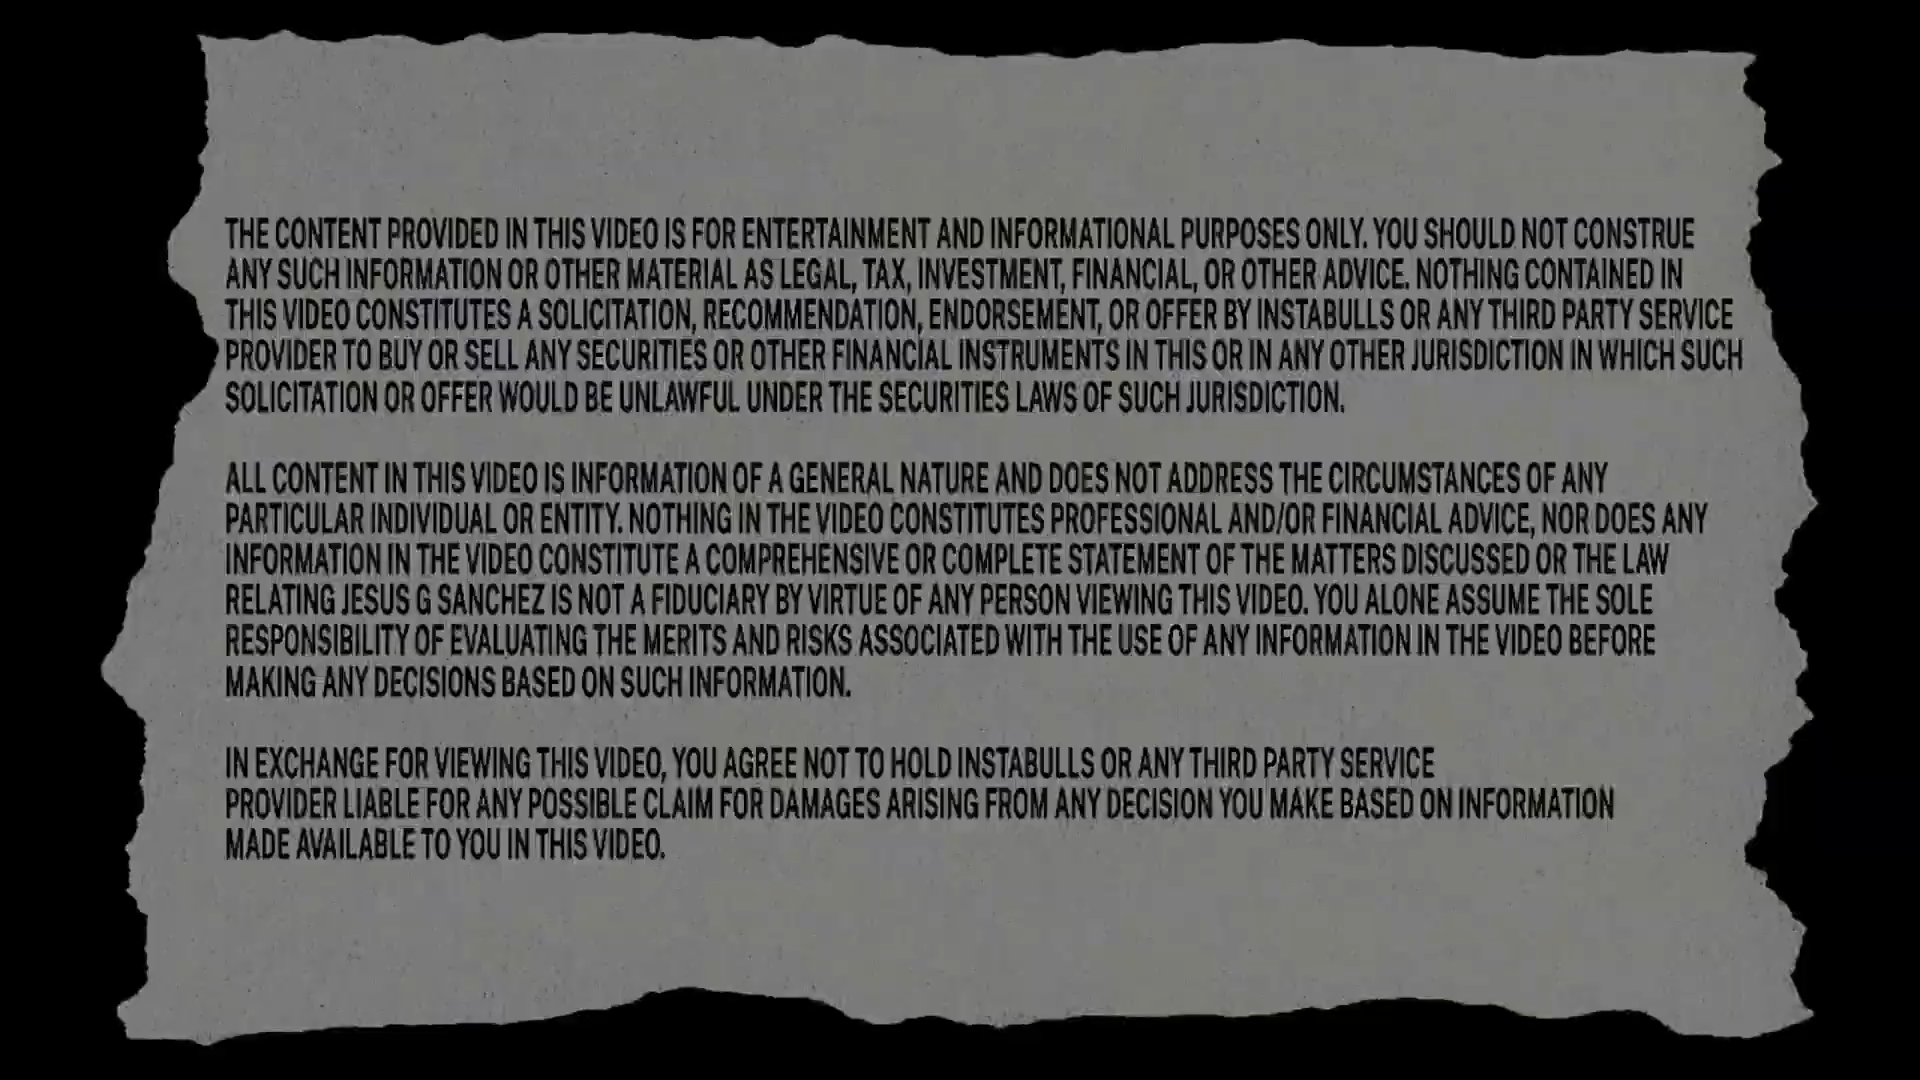 THE CONTENT PROVIDED IN THIS VIDEO IS FOR ENTERTAINMENT AND INFORMATIONAL PURPOSES ONLY. YOU SHOULD NOT CONSTRUE
ANY SUCH INFORMATION OR OTHER MATERIAL AS LEGAL, TAX, INVESTMENT, FINANCIAL, OR OTHER ADVICE. NOTHING CONTAINED IN
THIS VIDEO CONSTITUTES A SOLICITATION, RECOMMENDATION, ENDORSEMENT, OR OFFER BY INSTABULLS OR ANY THIRD PARTY SERVICE
PROVIDER TO BUY OR SELL ANY SECURITIES OR OTHER FINANCIAL INSTRUMENTS IN THIS OR IN ANY OTHER JURISDICTION IN WHICH SUCH
SOLICITATION OR OFFER WOULD BE UNLAWFUL UNDER THE SECURITIES LAWS OF SUCH JURISDICTION.
ALL CONTENT IN THIS VIDEO IS INFORMATION OF A GENERAL NATURE AND DOES NOT ADDRESS THE CIRCUMSTANCES OF ANY
PARTICULAR INDIVIDUAL OR ENTITY. NOTHING IN THE VIDEO CONSTITUTES PROFESSIONAL AND/OR FINANCIAL ADVICE, NOR DOES ANY
INFORMATION IN THE VIDEO CONSTITUTE A COMPREHENSIVE OR COMPLETE STATEMENT OF THE MATTERS DISCUSSED OR THE LAW
RELATING JESUS G SANCHEZ IS NOT A FIDUCIARY BY VIRTUE OF ANY PERSON VIEWING THIS VIDEO. YOU ALONE ASSUME THE SOLE
RESPONSIBILITY OF EVALUATING THE MERITS AND RISKS ASSOCIATED WITH THE USE OF ANY INFORMATION IN THE VIDEO BEFORE
MAKING ANY DECISIONS BASED ON SUCH INFORMATION.
IN EXCHANGE FOR VIEWING THIS VIDEO, YOU AGREE NOT TO HOLD INSTABULLS OR ANY THIRD PARTY SERVICE
PROVIDER LIABLE FOR ANY POSSIBLE CLAIM FOR DAMAGES ARISING FROM ANY DECISION YOU MAKE BASED ON INFORMATION
MADE AVAILABLE TO YOU IN THIS VIDEO.